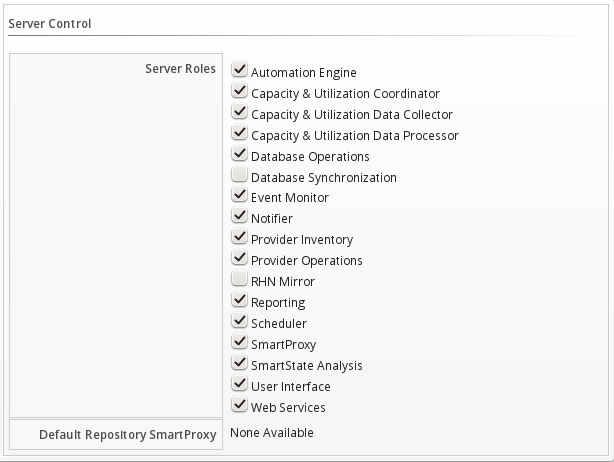 Server Control
Server Roles
Automation Engine
Capacity & Utilization Coordinator
Capacity & Utilization Data Collector
Capacity & Utilization Data Processor
Database Operations
Database Synchronization
Event Monitor
Notifier
Provider Inventory
Provider Operations
RHN Mirror
Reporting
Scheduler
SmartProxy
SmartState Analysis
User Interface
Web Services
Default Repository SmartProxy None Available